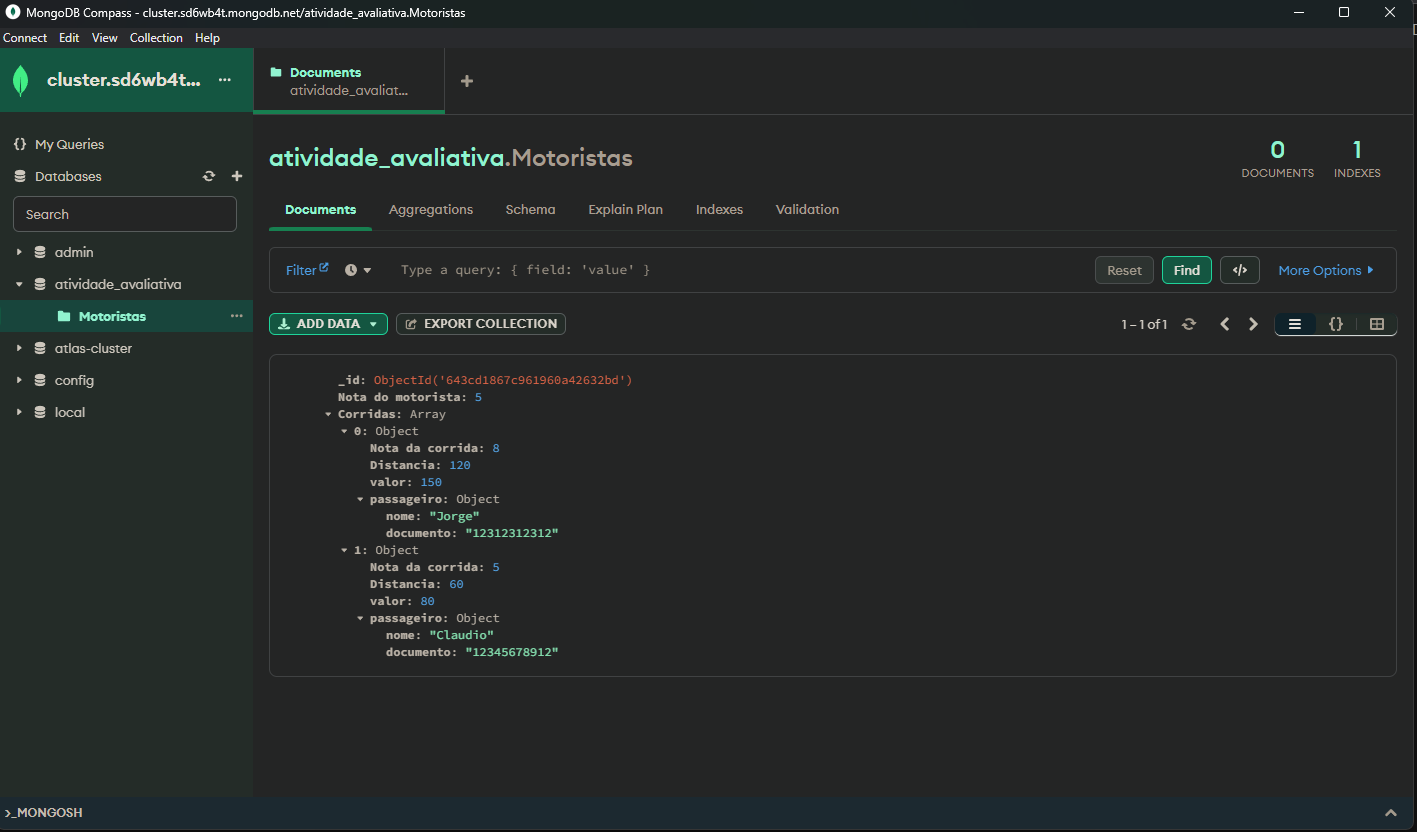 MongoDB Compass - cluster.sd6wb4t.mongodb.net/atividade_avaliativa.Motoristas
Connect Edit View Collection Help
cluster.sd6wb4t... ...
Documents
atividade_avaliat...
+
{} My Queries
Databases
Search
admin
atividade_avaliativa
Motoristas ...
atlas-cluster
config
local
atividade_avaliativa.Motoristas
0
DOCUMENTS
1
INDEXES
Documents Aggregations Schema Explain Plan Indexes Validation
Filter Type a query: { field: 'value' } Reset Find </> More Options
ADD DATA EXPORT COLLECTION 1 – 1 of 1 {}
_id: ObjectId('643cd1867c961960a42632bd')
Nota do motorista: 5
Corridas: Array
0: Object
Nota da corrida: 8
Distancia: 120
valor: 150
passageiro: Object
nome: "Jorge"
documento: "12312312312"
1: Object
Nota da corrida: 5
Distancia: 60
valor: 80
passageiro: Object
nome: "Claudio"
documento: "12345678912"
>_MONGOSH